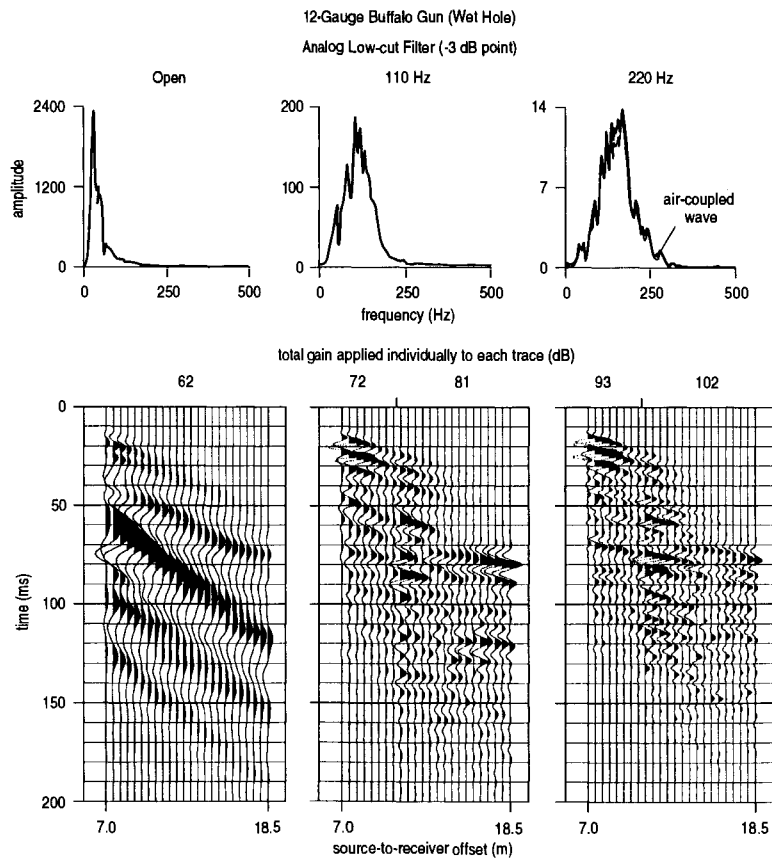 12-Gauge Buffalo Gun (Wet Hole)
Analog Low-cut Filter (-3 dB point)
Open 110 Hz 220 Hz
amplitude
2400
1200
0
0 250 500
200
100
0
0 250 500
14
7
0
0 250 500
air-coupled
wave
frequency (Hz)
total gain applied individually to each trace (dB)
62 72 81 93 102
time (ms)
0
50
100
150
200
7.0 18.5 7.0 18.5 7.0 18.5
source-to-receiver offset (m)